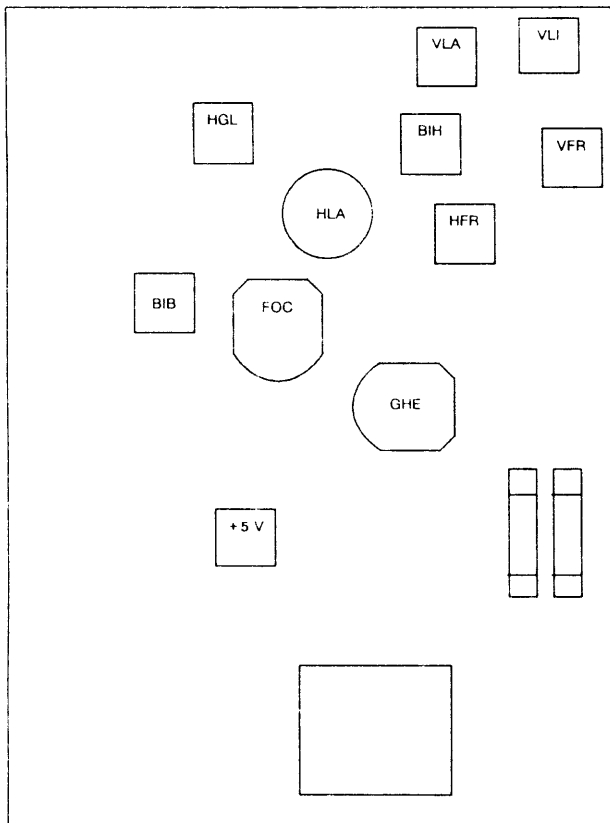 VLA
VLI
HGL
BIH
VFR
HLA
HFR
BIB
FOC
GHE
+5 V